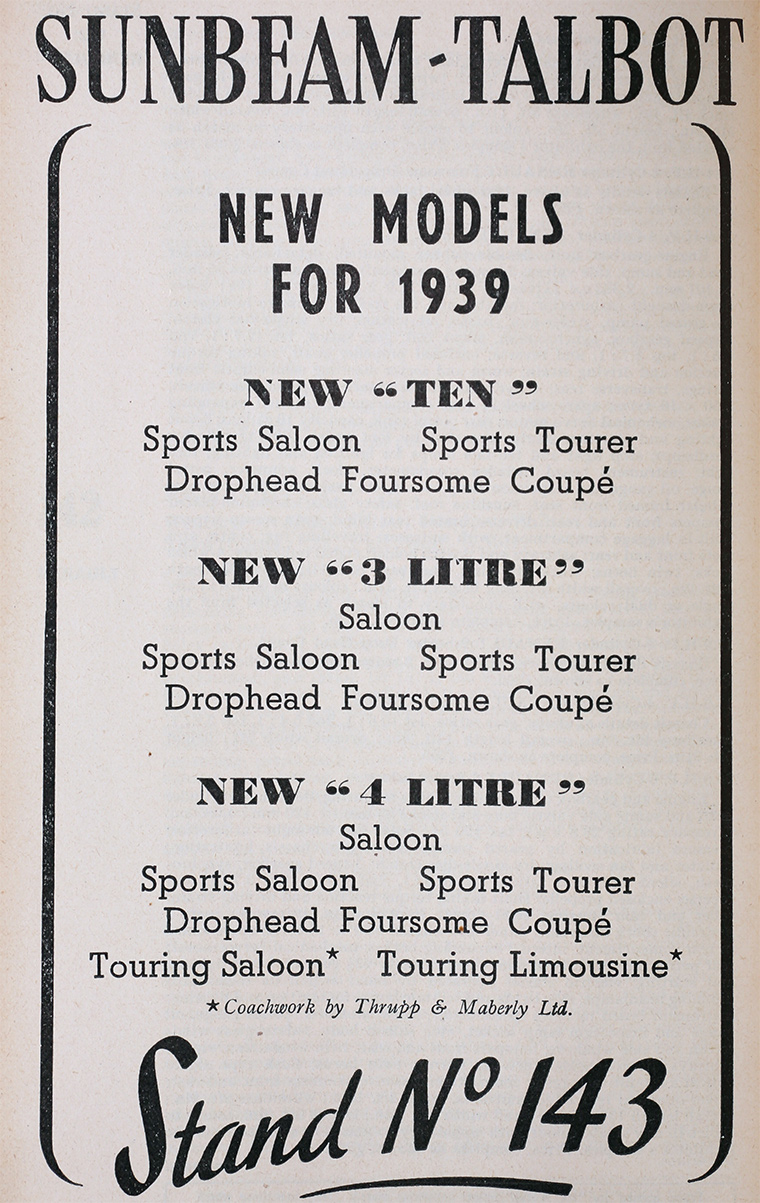 SUNBEAM-TALBOT
NEW MODELS
FOR 1939
NEW “TEN”
Sports Saloon Sports Tourer
Drophead Foursome Coupé
NEW “3 LITRE”
Saloon
Sports Saloon Sports Tourer
Drophead Foursome Coupé
NEW “4 LITRE”
Saloon
Sports Saloon Sports Tourer
Drophead Foursome Coupé
Touring Saloon★ Touring Limousine★
★ Coachwork by Thrupp & Maberly Ltd.
Stand Nº 143